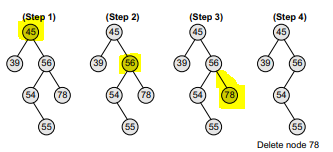 (Step 1) (Step 2) (Step 3) (Step 4)
45 45 45 45
39 56 39 56 39 56 39 56
54 78 54 78 54 78 54
55 55 55 55
Delete node 78